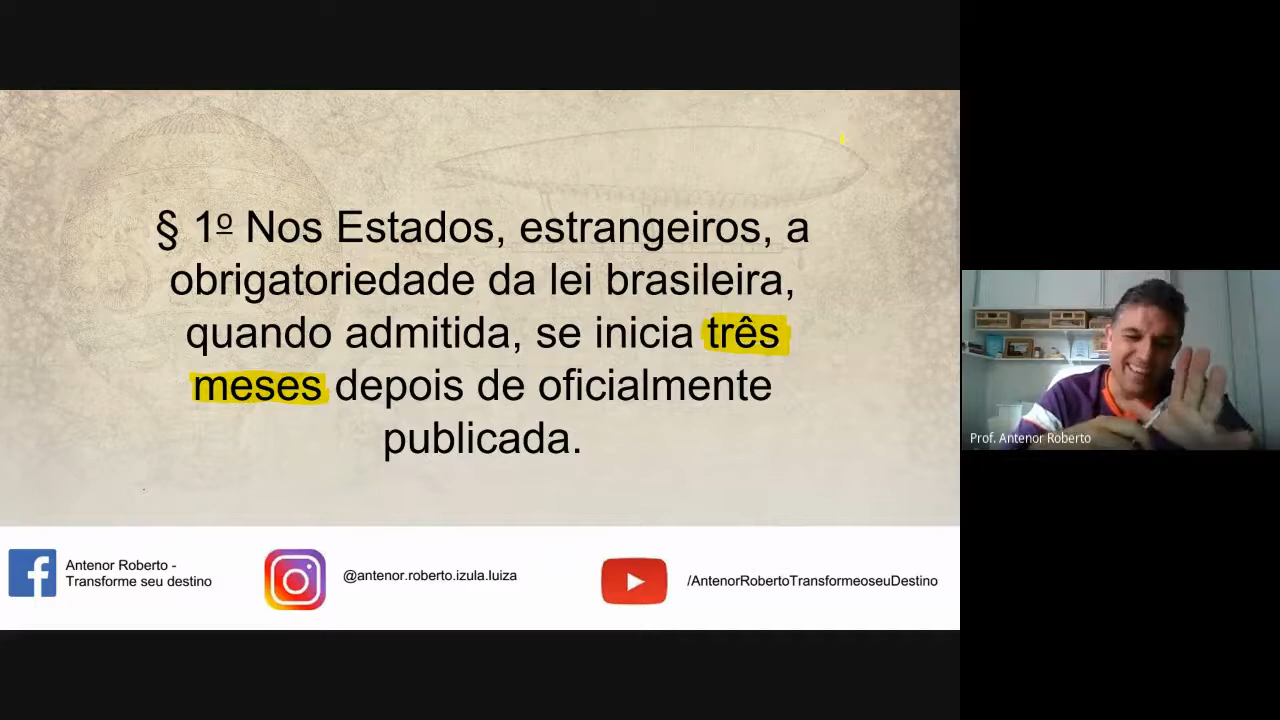 § 1º Nos Estados, estrangeiros, a
obrigatoriedade da lei brasileira,
quando admitida, se inicia três
meses depois de oficialmente
publicada.
Prof. Antenor Roberto
Antenor Roberto -
Transforme seu destino
@antenor.roberto.izula.luiza
/AntenorRobertoTransformeoseuDestino